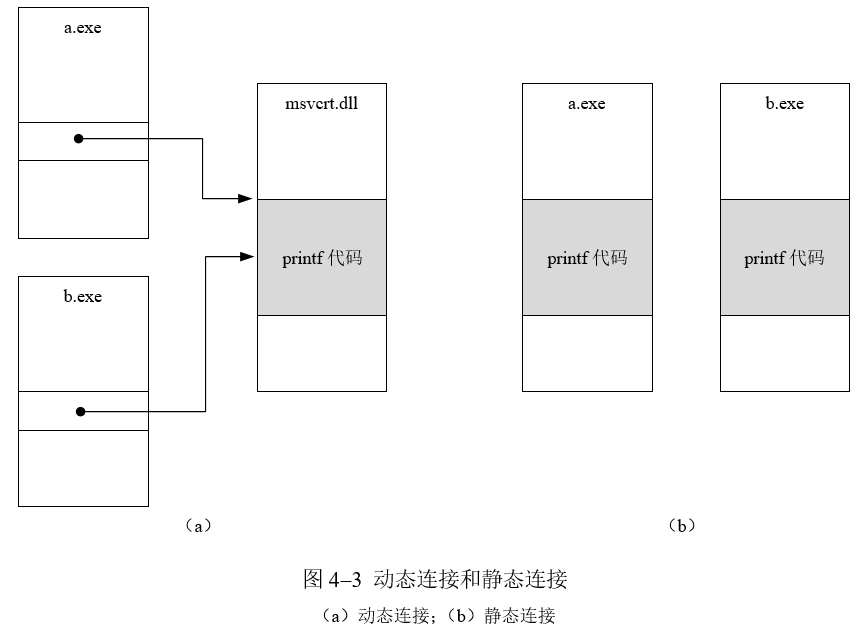 a.exe
msvcrt.dll
a.exe
b.exe
printf 代码
printf 代码
printf 代码
b.exe
（a）
（b）
图 4–3 动态连接和静态连接
（a）动态连接；（b）静态连接